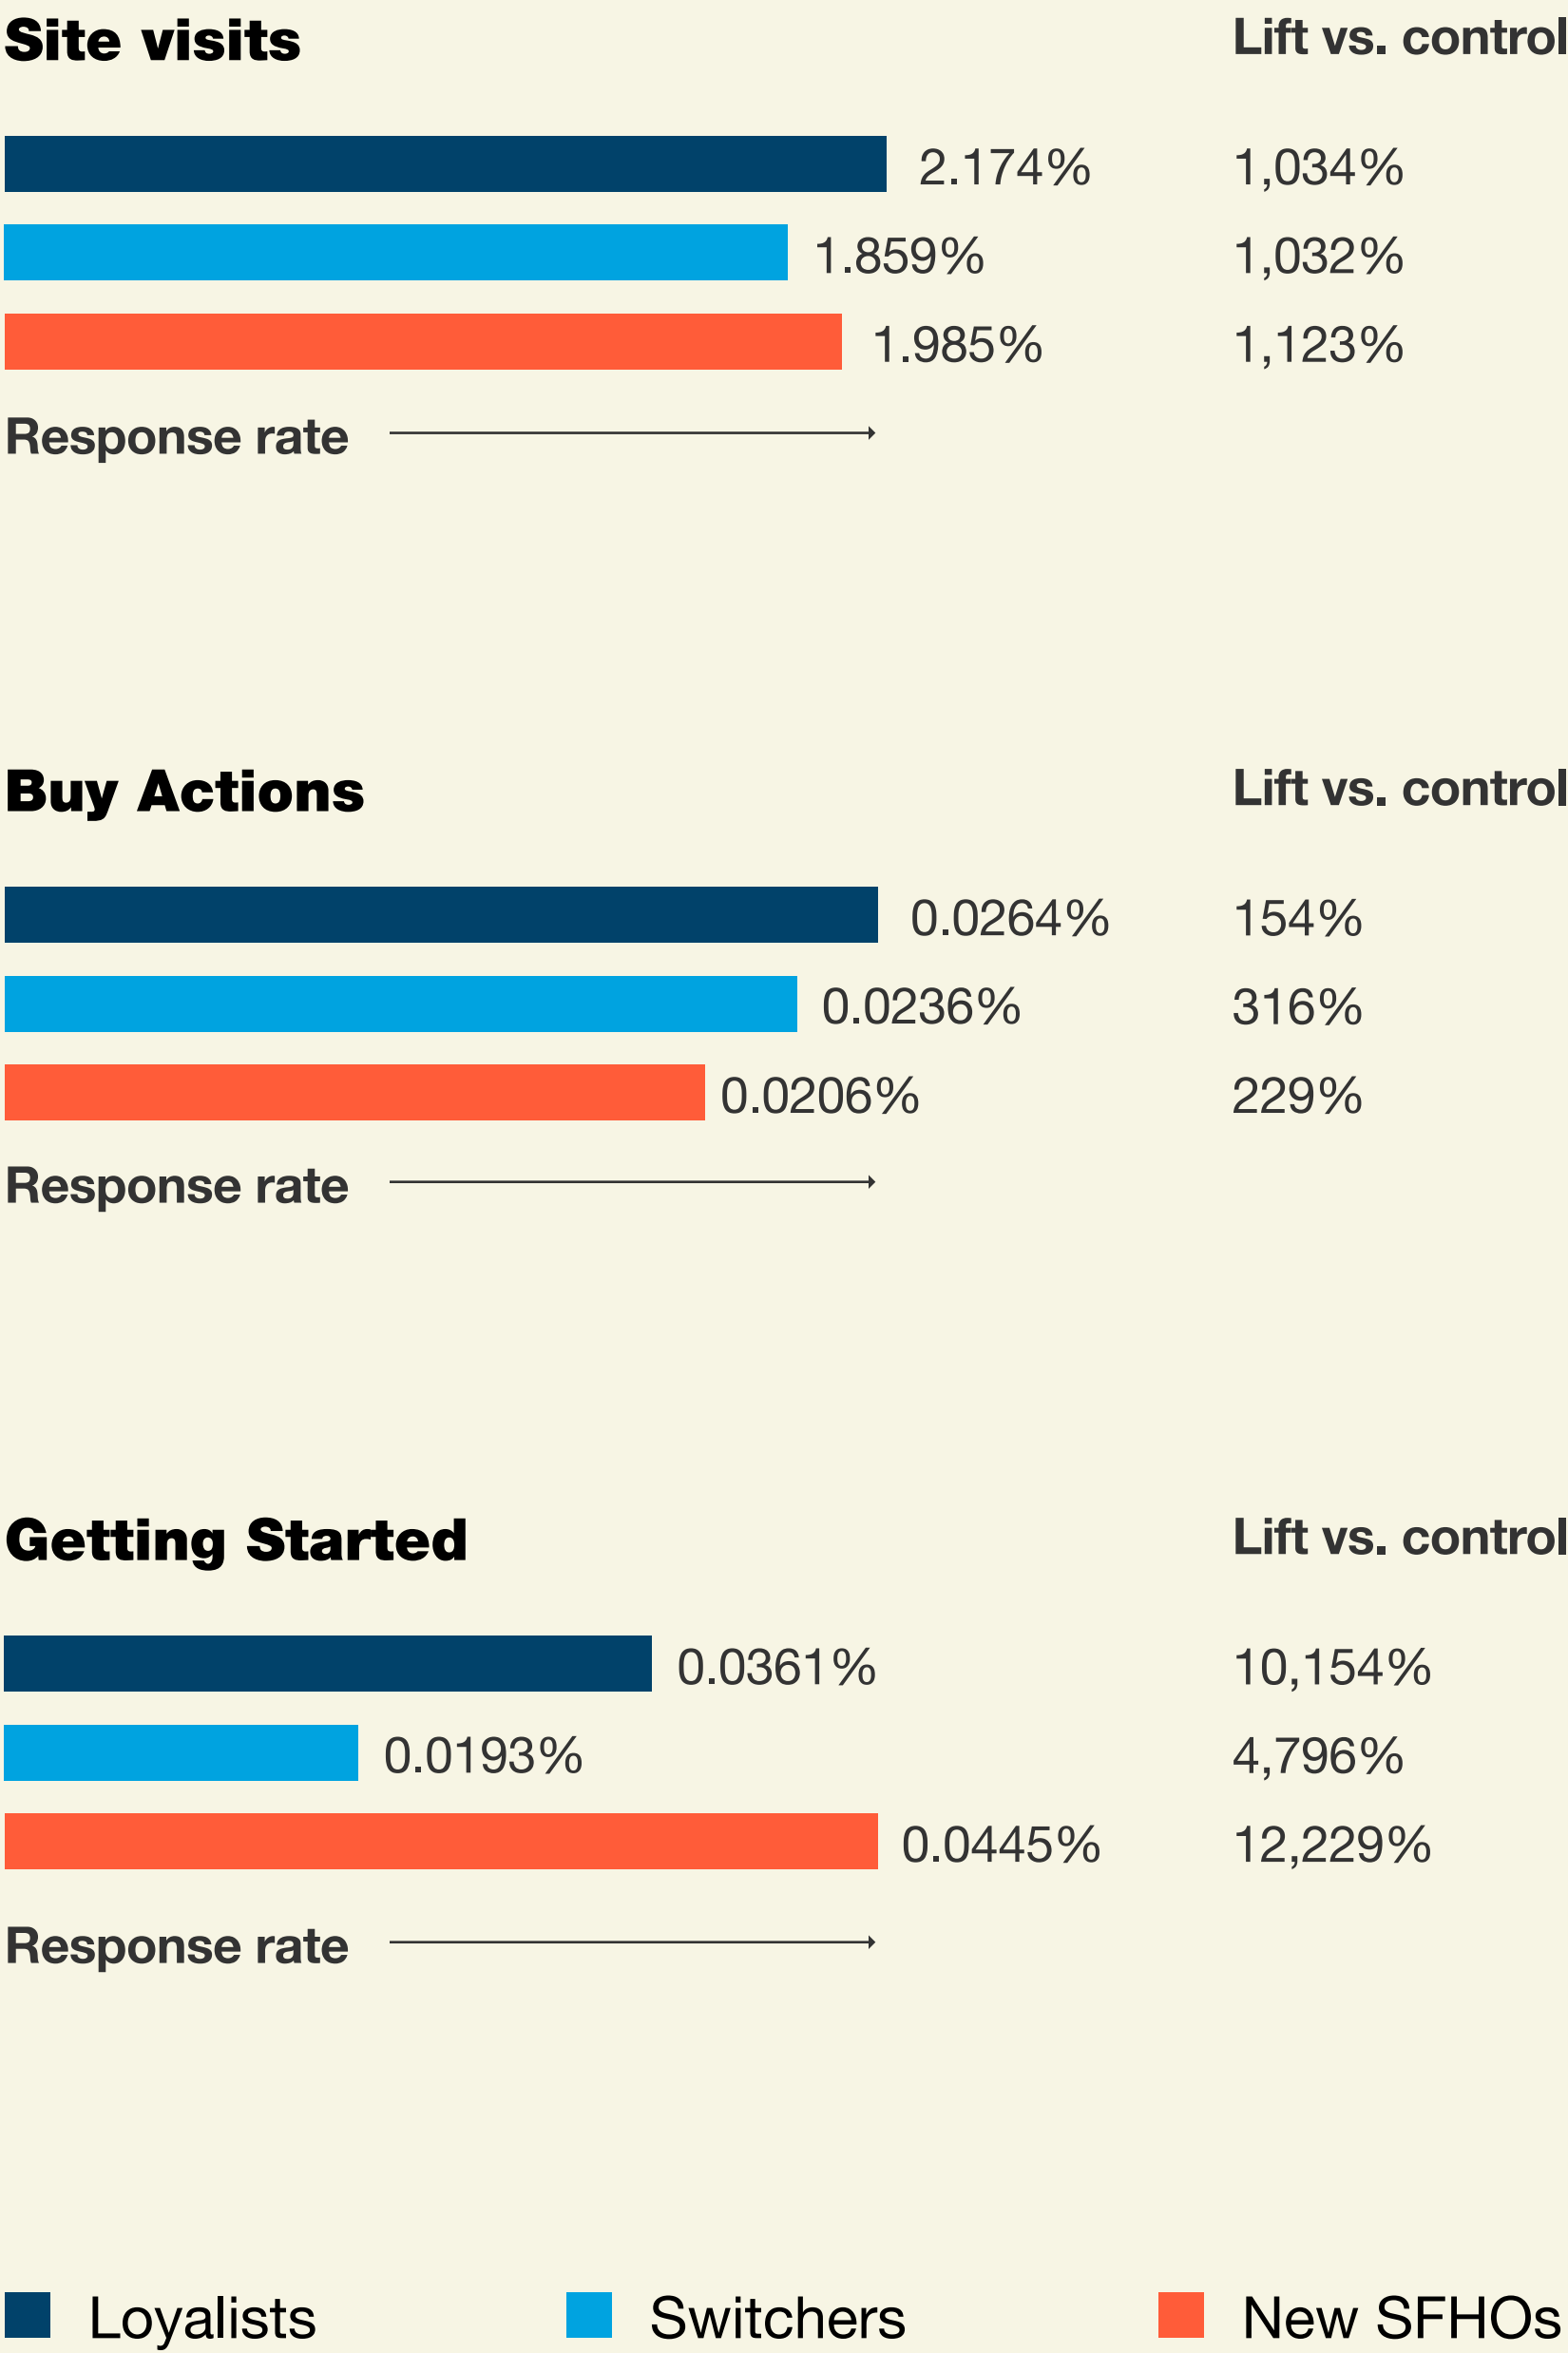 Site visits Lift vs. control
2.174% 1,034%
1.859% 1,032%
1.985% 1,123%
Response rate
Buy Actions Lift vs. control
0.0264% 154%
0.0236% 316%
0.0206% 229%
Response rate
Getting Started Lift vs. control
0.0361% 10,154%
0.0193% 4,796%
0.0445% 12,229%
Response rate
Loyalists Switchers New SFHOs